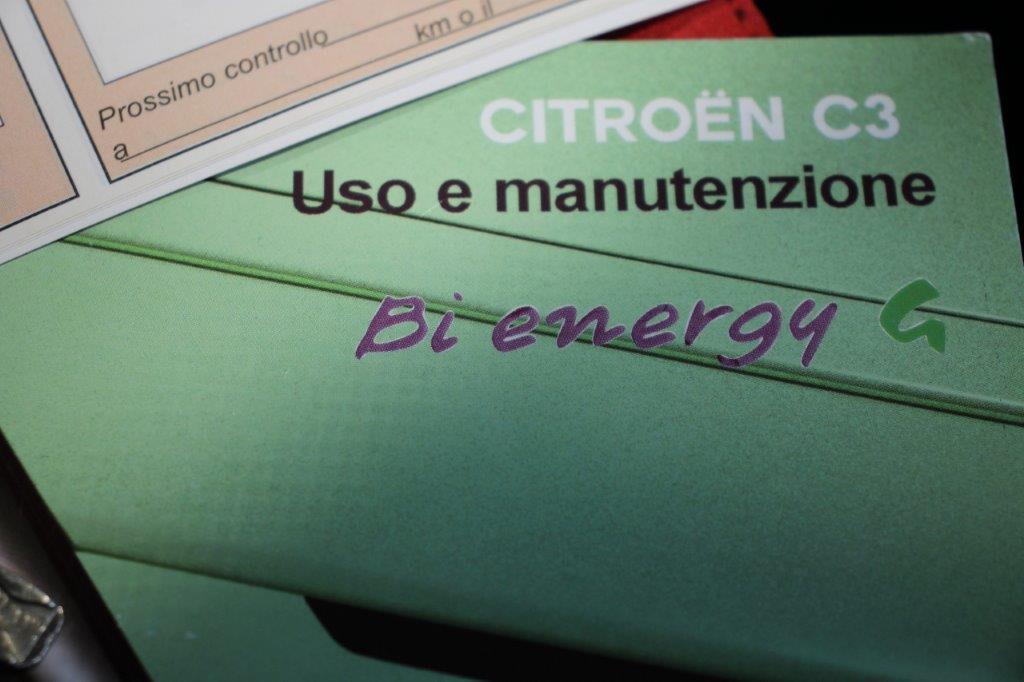 Prossimo controllo
km o il
a
CITROËN C3
Uso e manutenzione
Bi energy G